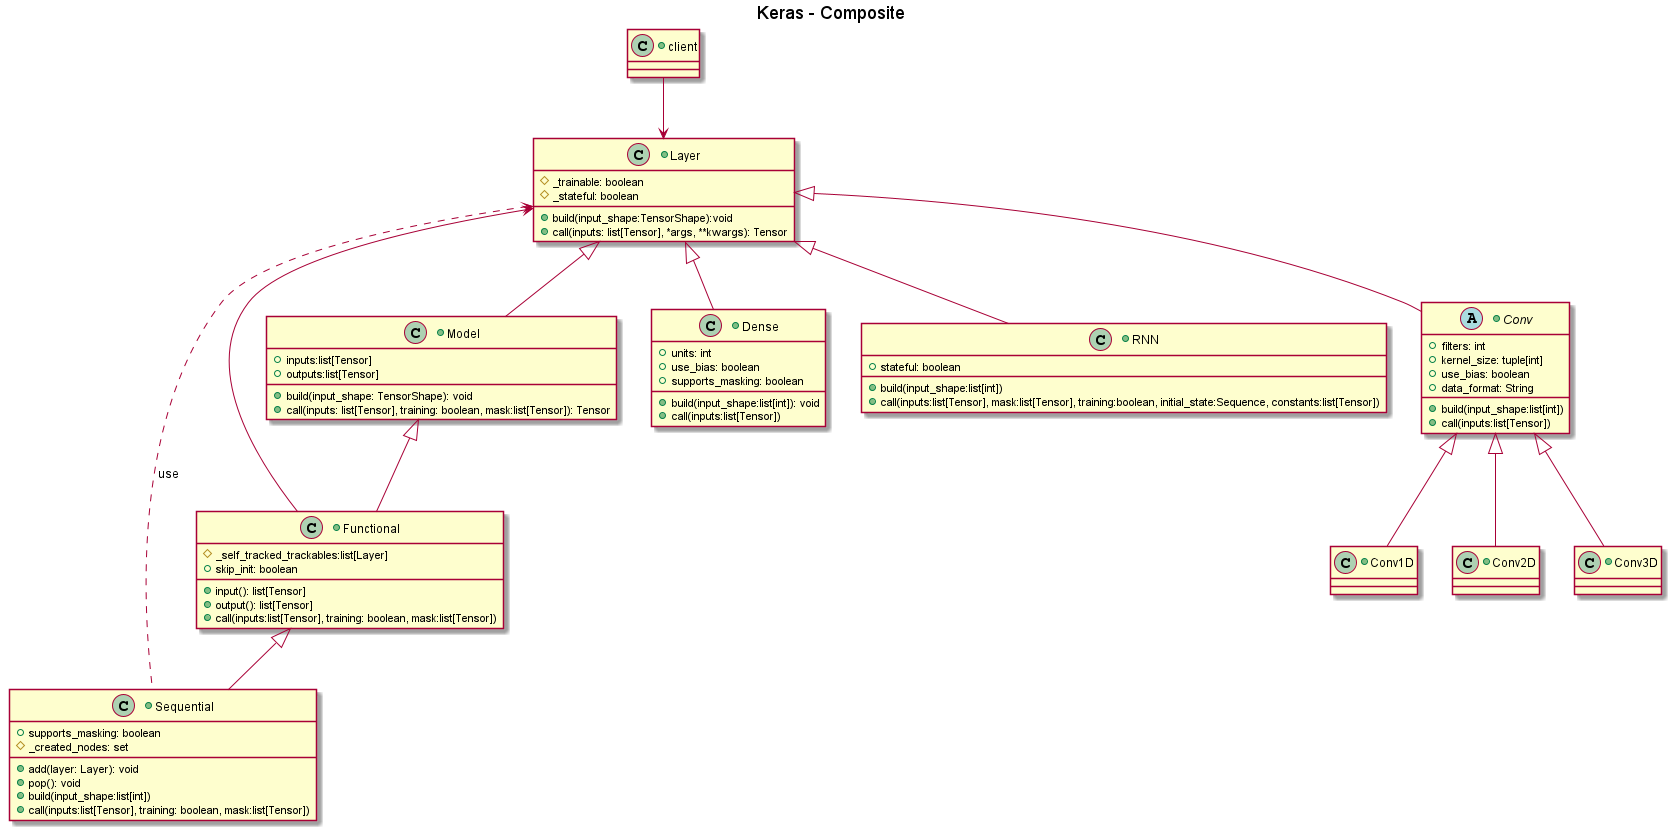 Keras - Composite
C client
C Layer
_trainable: boolean
_stateful: boolean
build(input_shape:TensorShape):void
call(inputs: list[Tensor], *args, **kwargs): Tensor
C Model
inputs:list[Tensor]
outputs:list[Tensor]
build(input_shape: TensorShape): void
call(inputs: list[Tensor], training: boolean, mask:list[Tensor]): Tensor
C Dense
units: int
use_bias: boolean
supports_masking: boolean
build(input_shape:list[int]): void
call(inputs:list[Tensor])
C RNN
stateful: boolean
build(input_shape:list[int])
call(inputs:list[Tensor], mask:list[Tensor], training:boolean, initial_state:Sequence, constants:list[Tensor])
A Conv
filters: int
kernel_size: tuple[int]
use_bias: boolean
data_format: String
build(input_shape:list[int])
call(inputs:list[Tensor])
use
C Functional
_self_tracked_trackables:list[Layer]
skip_init: boolean
input(): list[Tensor]
output(): list[Tensor]
call(inputs:list[Tensor], training: boolean, mask:list[Tensor])
C Conv1D
C Conv2D
C Conv3D
C Sequential
supports_masking: boolean
_created_nodes: set
add(layer: Layer): void
pop(): void
build(input_shape:list[int])
call(inputs:list[Tensor], training: boolean, mask:list[Tensor])